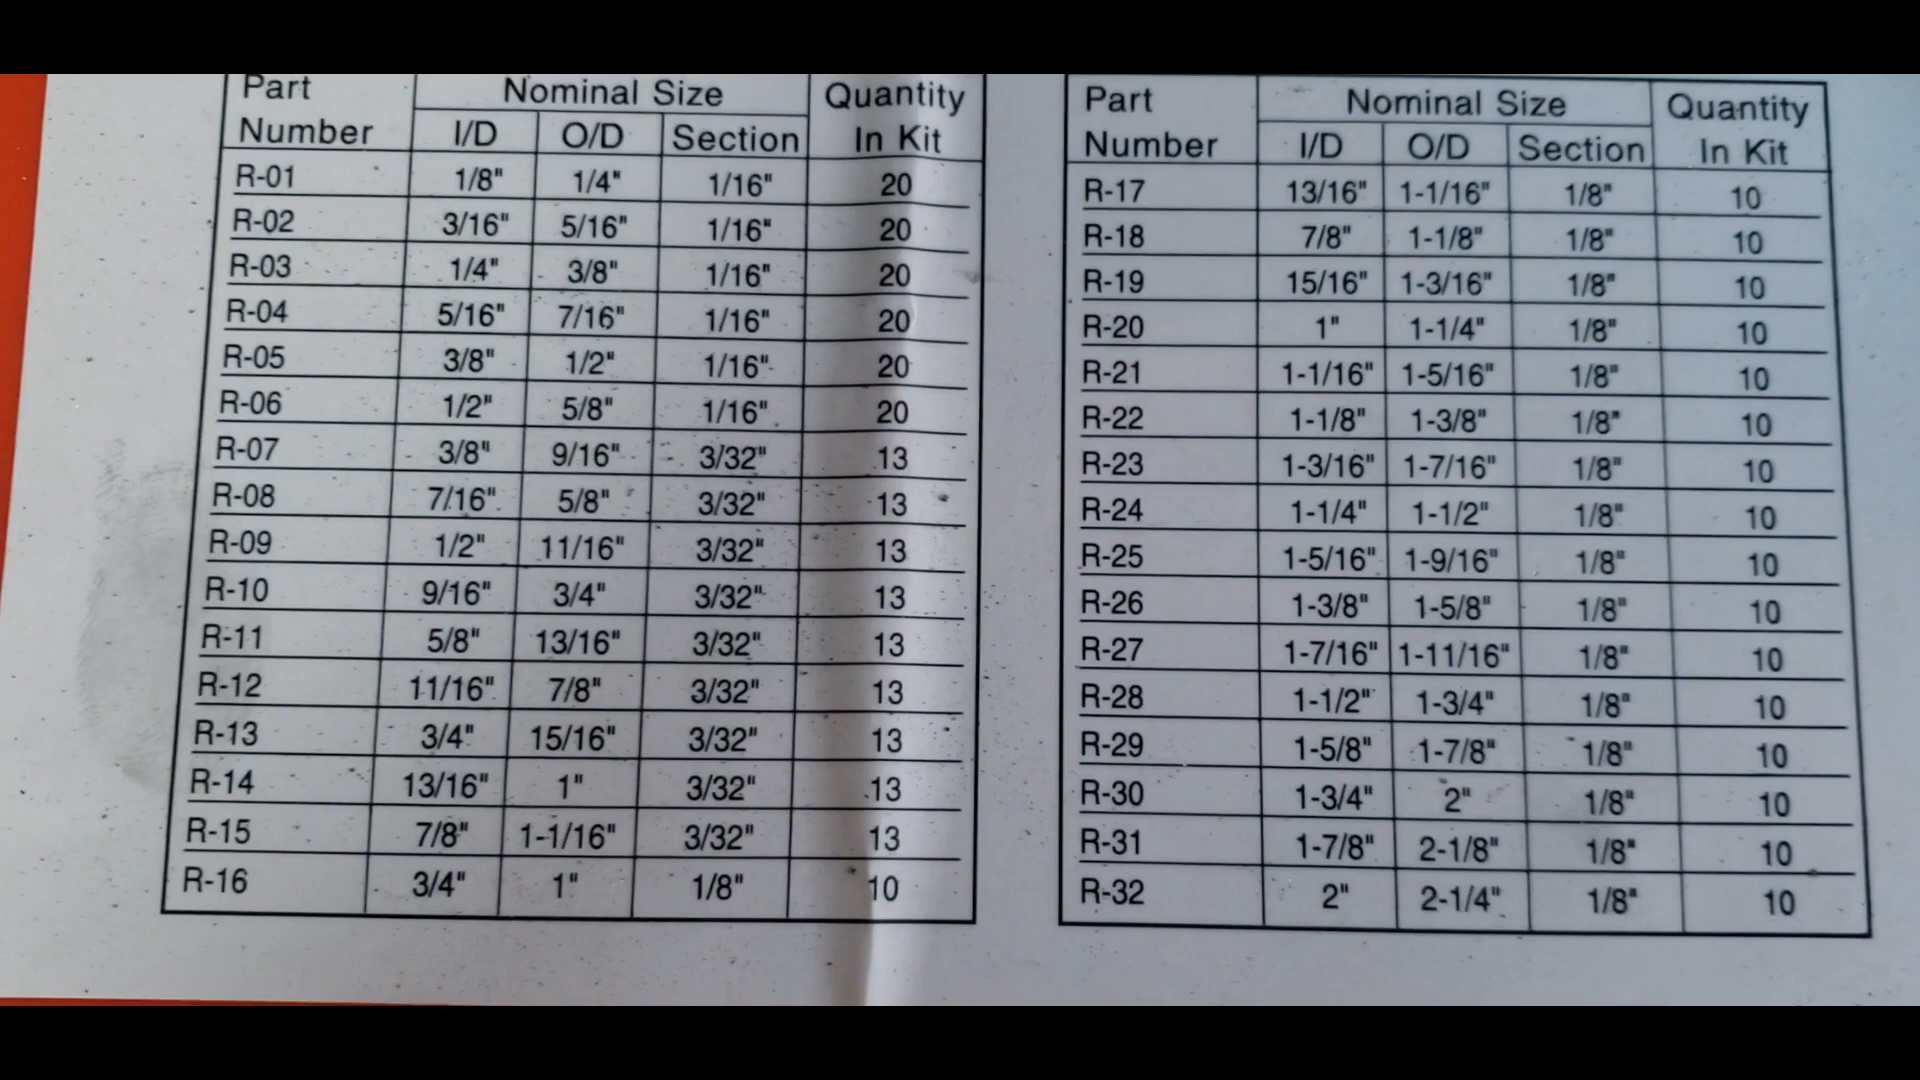 Part Nominal Size Quantity
Number I/D O/D Section In Kit
R-01 1/8" 1/4" 1/16" 20
R-02 3/16" 5/16" 1/16" 20
R-03 1/4" 3/8" 1/16" 20
R-04 5/16" 7/16" 1/16" 20
R-05 3/8" 1/2" 1/16" 20
R-06 1/2" 5/8" 1/16" 20
R-07 3/8" 9/16" 3/32" 13
R-08 7/16" 5/8" 3/32" 13
R-09 1/2" 11/16" 3/32" 13
R-10 9/16" 3/4" 3/32" 13
R-11 5/8" 13/16" 3/32" 13
R-12 11/16" 7/8" 3/32" 13
R-13 3/4" 15/16" 3/32" 13
R-14 13/16" 1" 3/32" 13
R-15 7/8" 1-1/16" 3/32" 13
R-16 3/4" 1" 1/8" 10
Part Nominal Size Quantity
Number I/D O/D Section In Kit
R-17 13/16" 1-1/16" 1/8" 10
R-18 7/8" 1-1/8" 1/8" 10
R-19 15/16" 1-3/16" 1/8" 10
R-20 1" 1-1/4" 1/8" 10
R-21 1-1/16" 1-5/16" 1/8" 10
R-22 1-1/8" 1-3/8" 1/8" 10
R-23 1-3/16" 1-7/16" 1/8" 10
R-24 1-1/4" 1-1/2" 1/8" 10
R-25 1-5/16" 1-9/16" 1/8" 10
R-26 1-3/8" 1-5/8" 1/8" 10
R-27 1-7/16" 1-11/16" 1/8" 10
R-28 1-1/2" 1-3/4" 1/8" 10
R-29 1-5/8" 1-7/8" 1/8" 10
R-30 1-3/4" 2" 1/8" 10
R-31 1-7/8" 2-1/8" 1/8" 10
R-32 2" 2-1/4" 1/8" 10